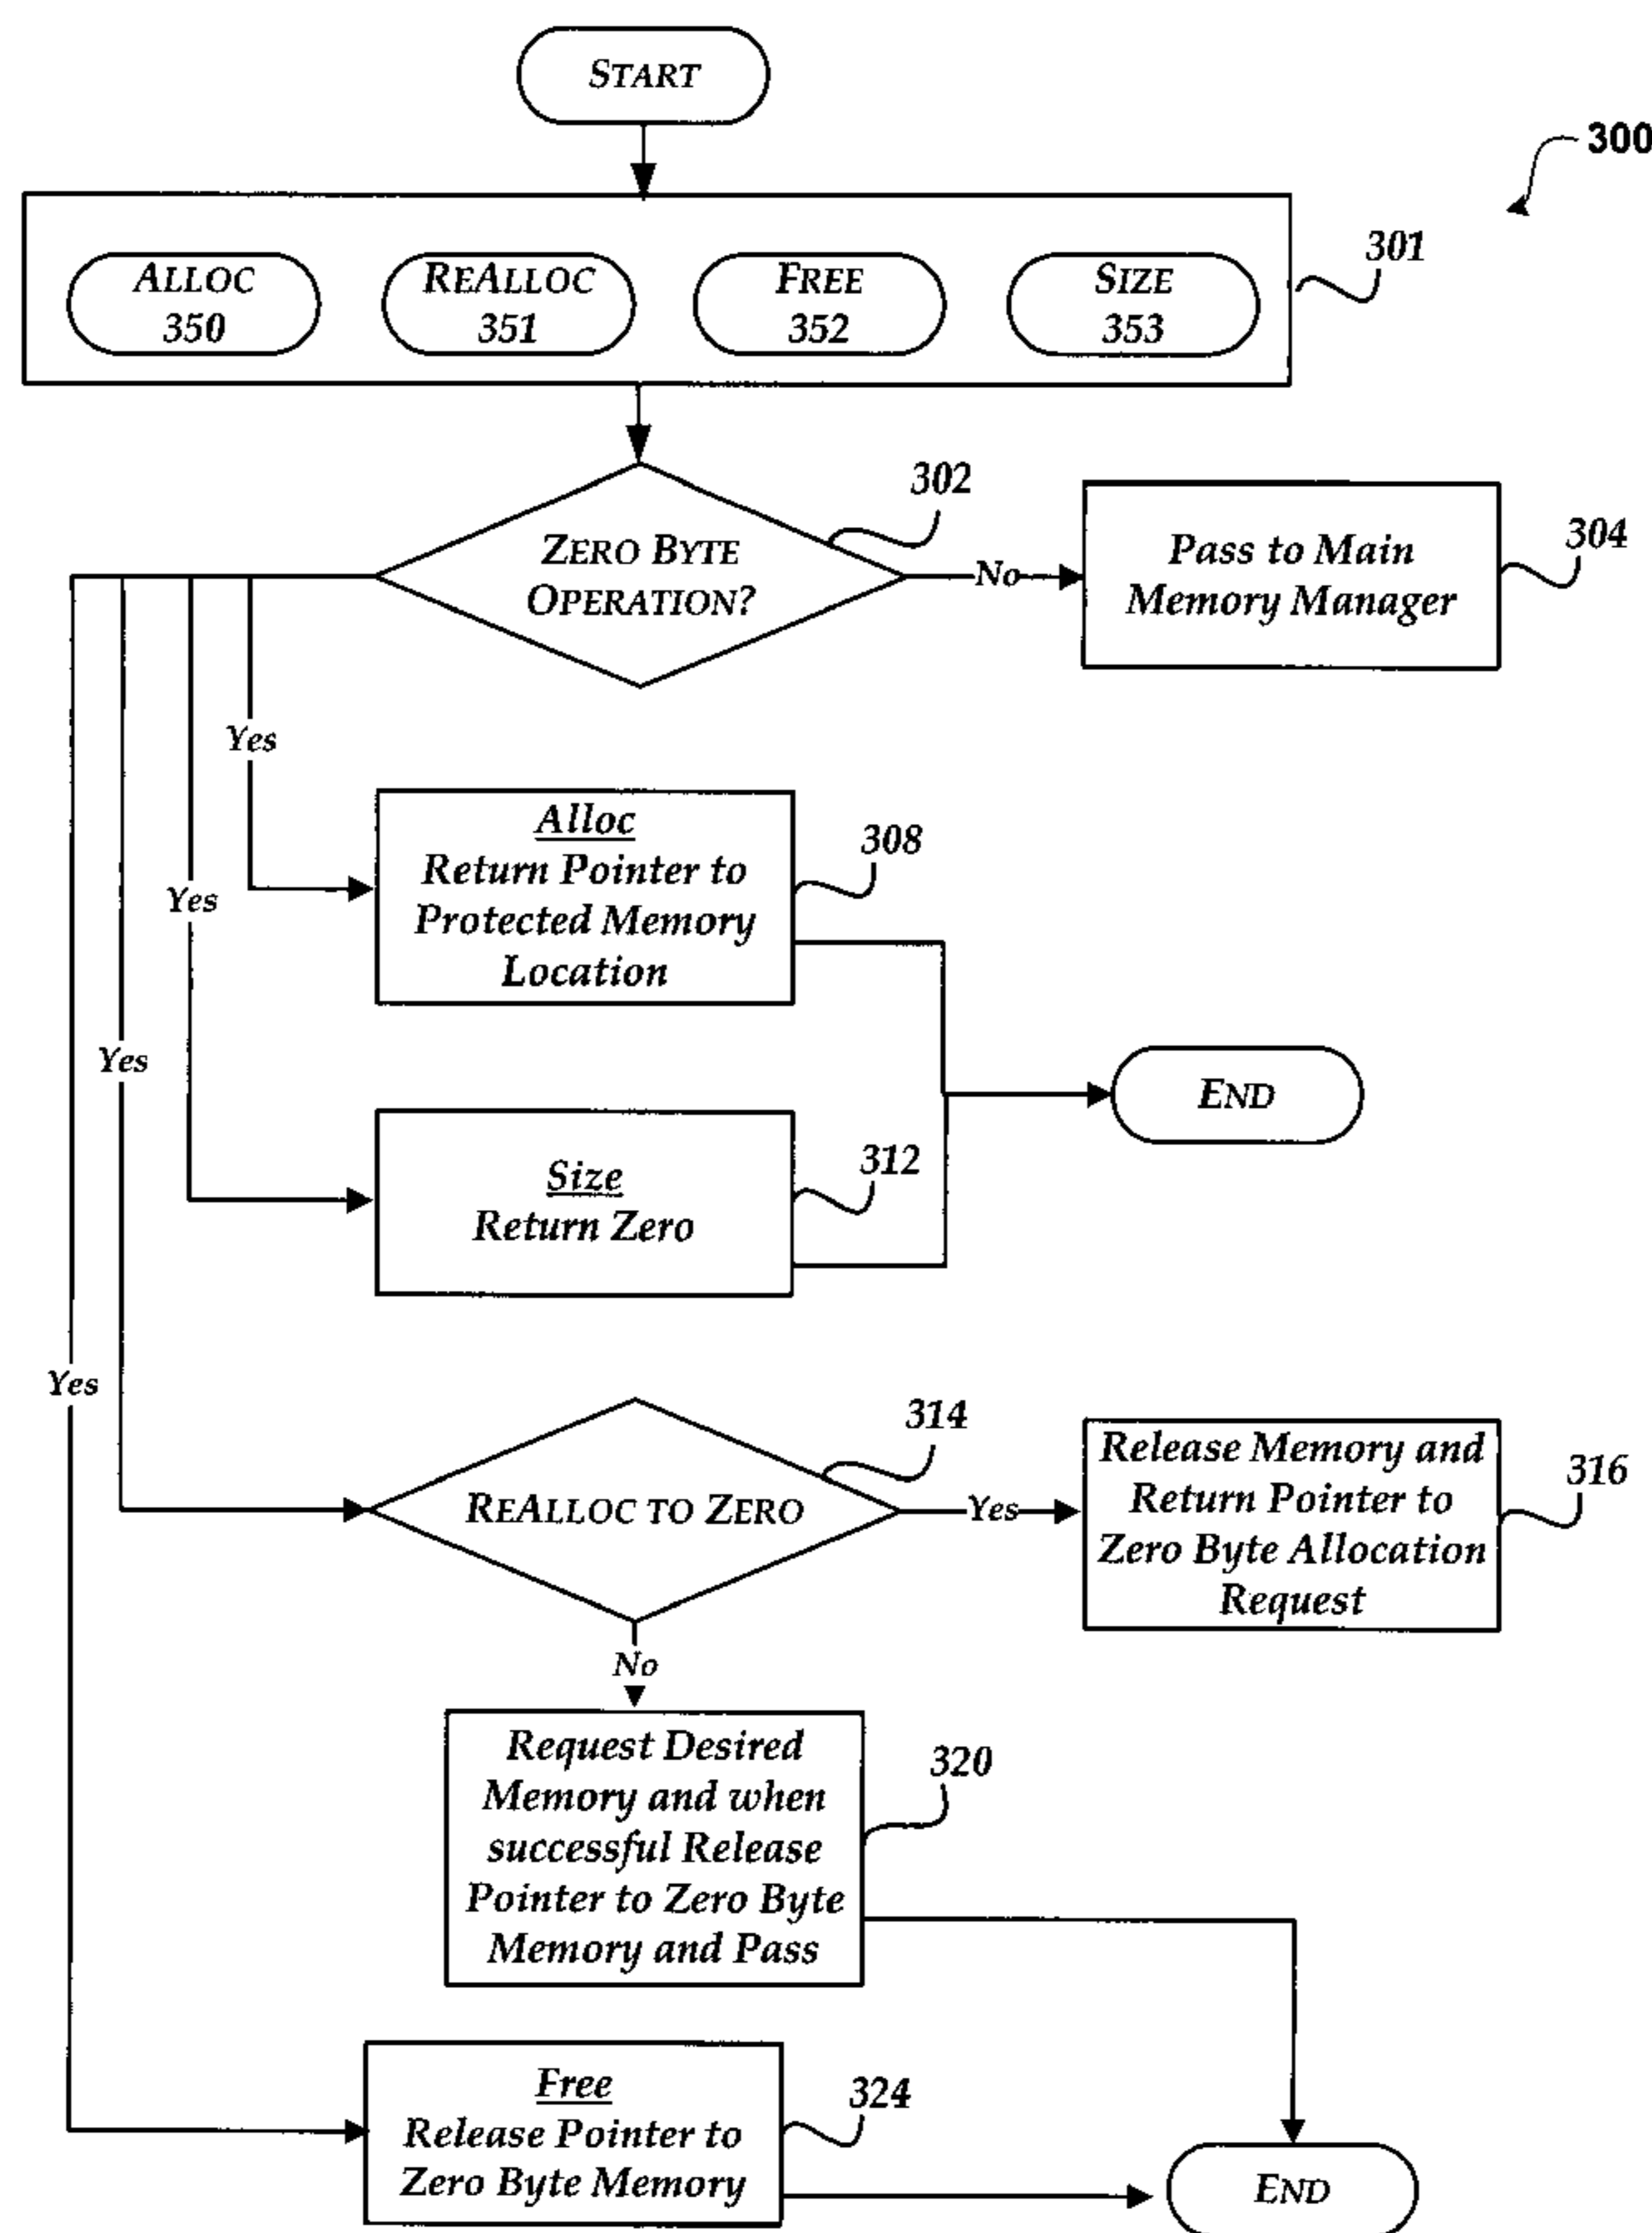 START
300
301
ALLOC
350
REALLOC
351
FREE
352
SIZE
353
302
ZERO BYTE
OPERATION?
No
304
Pass to Main
Memory Manager
Yes
308
Alloc
Return Pointer to
Protected Memory
Location
Yes
Yes
END
312
Size
Return Zero
Yes
314
REALLOC TO ZERO
Yes
316
Release Memory and
Return Pointer to
Zero Byte Allocation
Request
No
320
Request Desired
Memory and when
successful Release
Pointer to Zero Byte
Memory and Pass
324
Free
Release Pointer to
Zero Byte Memory
END